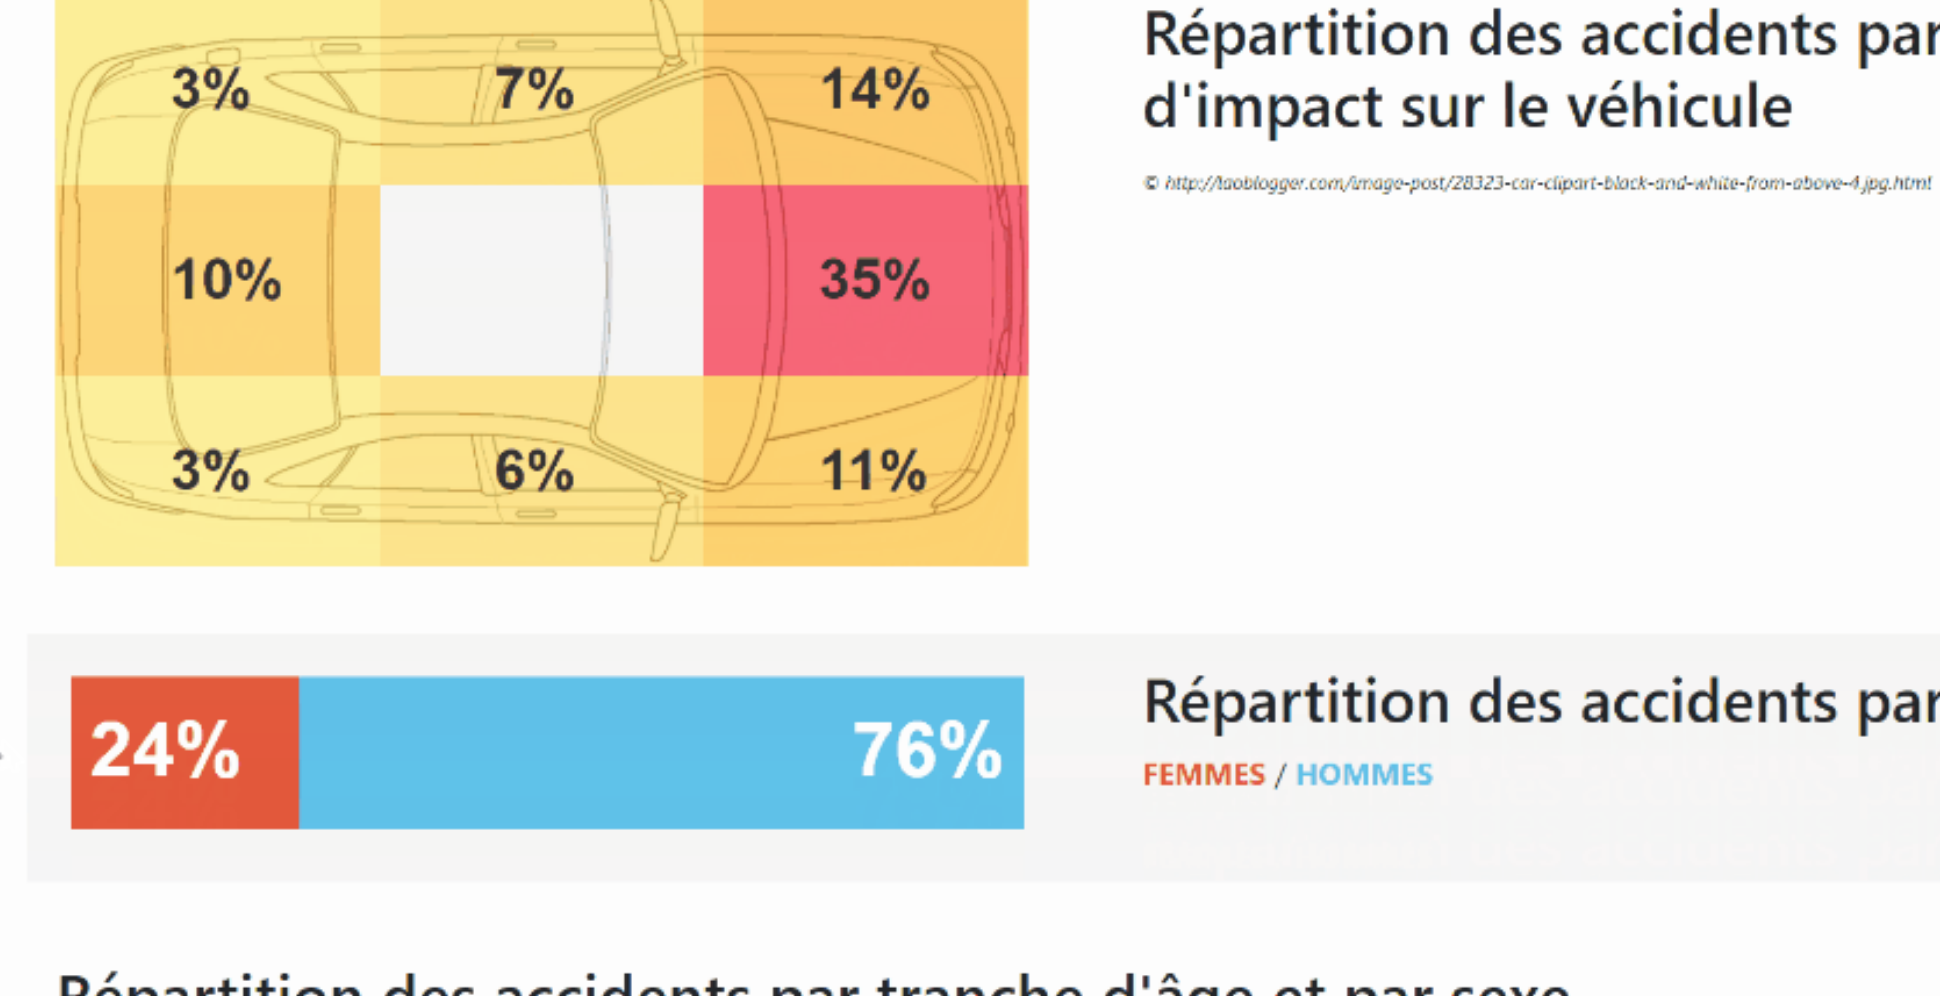 3% 7% 14%
10% 35%
3% 6% 11%
Répartition des accidents par
d'impact sur le véhicule
© http://laoblogger.com/image-post/28323-car-clipart-black-and-white-from-above-4.jpg.html
24% 76%
Répartition des accidents par
FEMMES / HOMMES
Répartition des accidents par tranche d'âge et par sexe